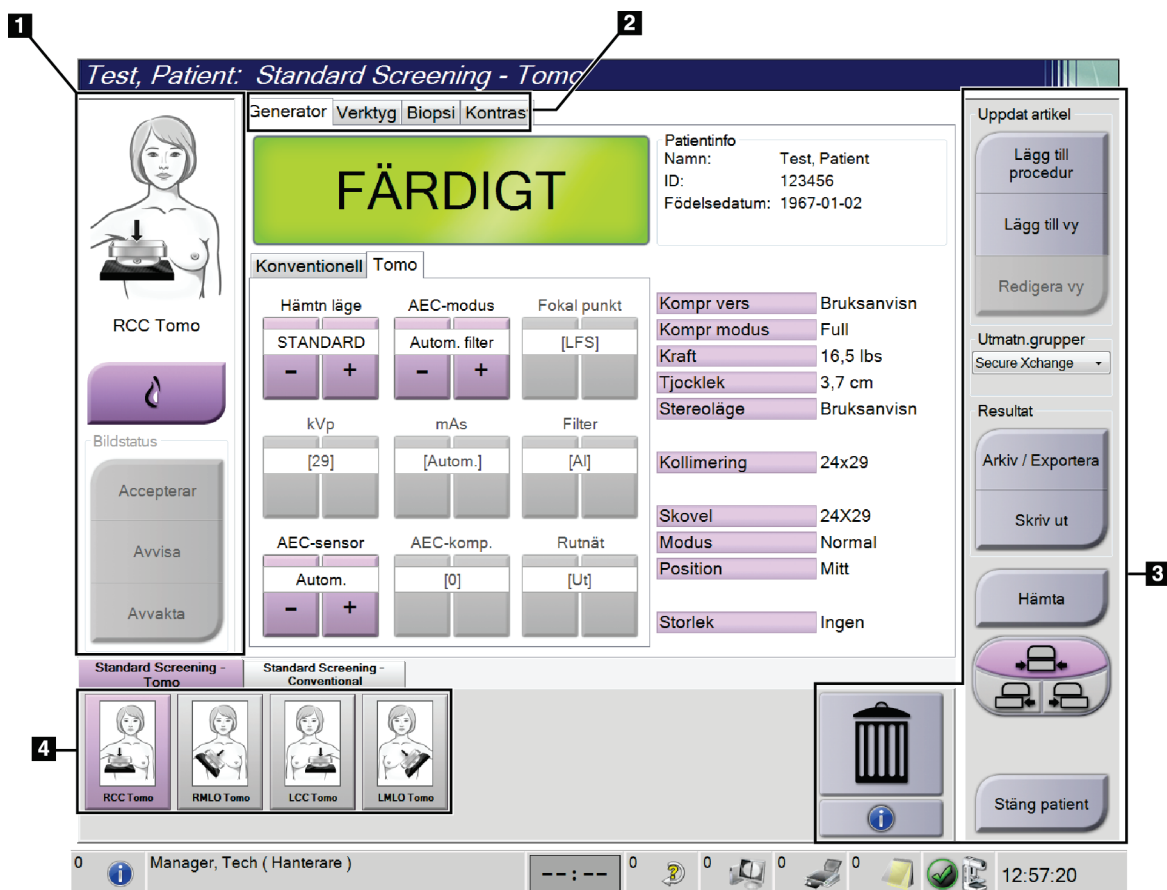 1
2
Test, Patient: Standard Screening - Tomo
Generator Verktyg Biopsi Kontras
FÄRDIGT
Patientinfo
Namn: Test, Patient
ID: 123456
Födelsedatum: 1967-01-02
RCC Tomo
Bildstatus
Accepterar
Avvisa
Avvakta
Konventionell Tomo
Hämtn läge AEC-modus Fokal punkt
STANDARD Autom. filter [LFS]
- + - +
kVp mAs Filter
[29] [Autom.] [Al]
AEC-sensor AEC-komp. Rutnät
Autom. [0] [Ut]
- +
Kompr vers Bruksanvisn
Kompr modus Full
Kraft 16,5 lbs
Tjocklek 3,7 cm
Stereoläge Bruksanvisn
Kollimering 24x29
Skovel 24X29
Modus Normal
Position Mitt
Storlek Ingen
Uppdat artikel
Lägg till
procedur
Lägg till vy
Redigera vy
Utmatn.grupper
Secure Xchange
Resultat
Arkiv / Exportera
Skriv ut
3
Hämta
Stäng patient
Standard Screening -
Tomo
Standard Screening -
Conventional
4
RCC Tomo RMLO Tomo LCC Tomo LMLO Tomo
0 Manager, Tech ( Hanterare ) --:-- 0 0 0 0 12:57:20